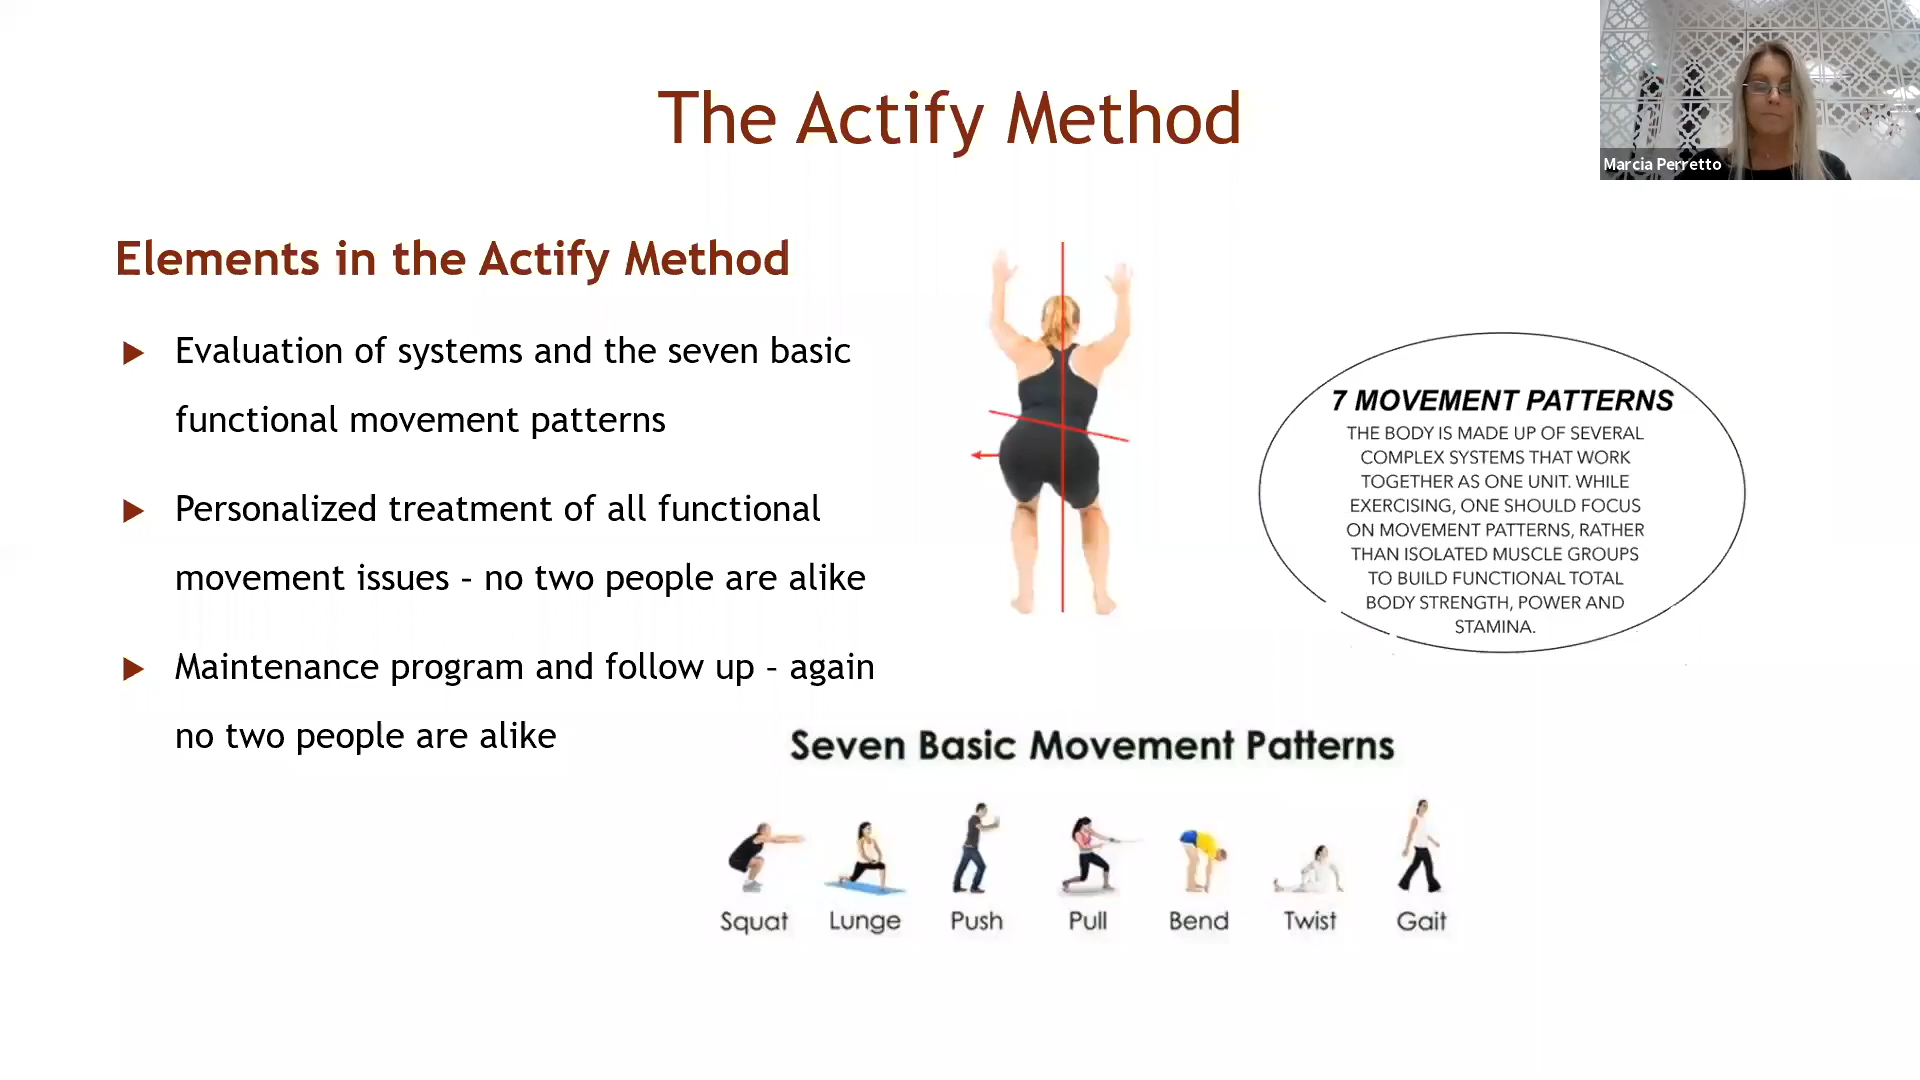 The Actify Method
Marcia Perretto
Elements in the Actify Method
Evaluation of systems and the seven basic
functional movement patterns
Personalized treatment of all functional
movement issues – no two people are alike
Maintenance program and follow up – again
no two people are alike
7 MOVEMENT PATTERNS
THE BODY IS MADE UP OF SEVERAL
COMPLEX SYSTEMS THAT WORK
TOGETHER AS ONE UNIT. WHILE
EXERCISING, ONE SHOULD FOCUS
ON MOVEMENT PATTERNS, RATHER
THAN ISOLATED MUSCLE GROUPS
TO BUILD FUNCTIONAL TOTAL
BODY STRENGTH, POWER AND
STAMINA.
Seven Basic Movement Patterns
Squat Lunge Push Pull Bend Twist Gait